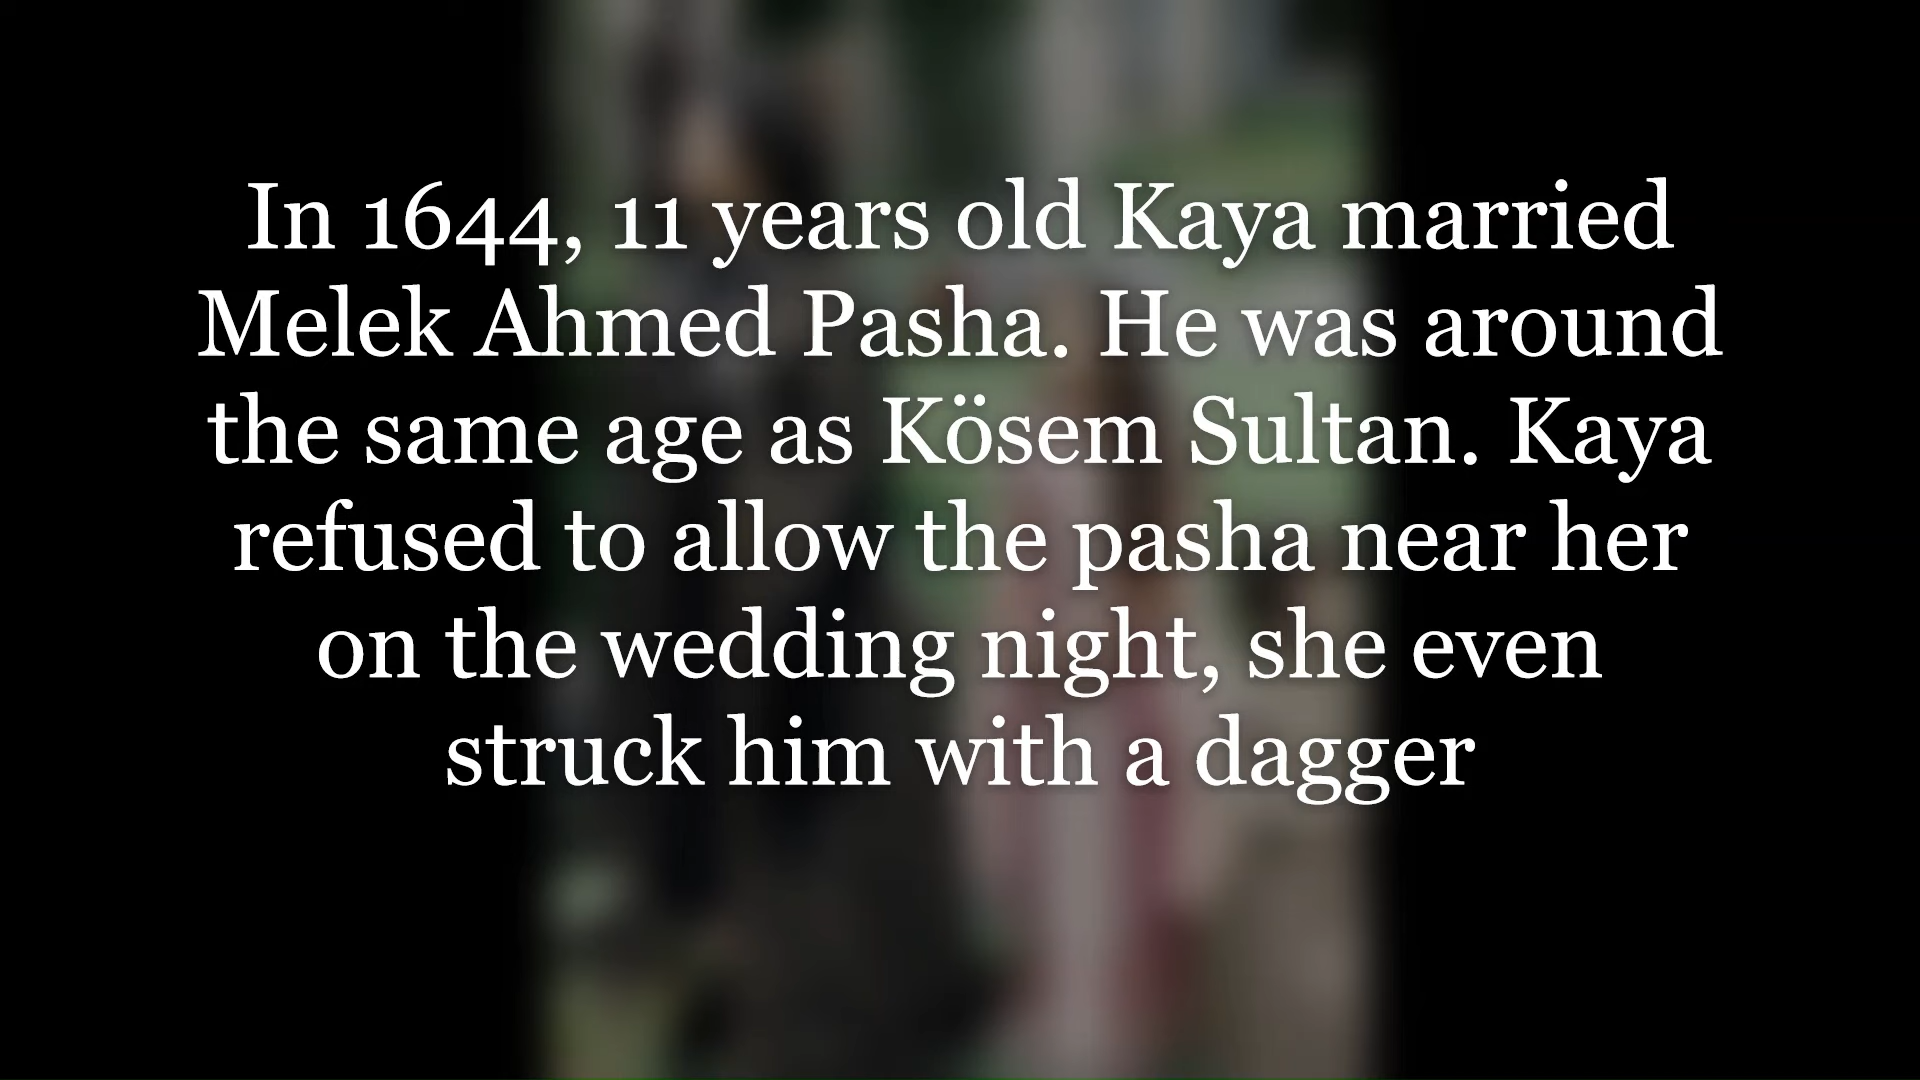 In 1644, 11 years old Kaya married
Melek Ahmed Pasha. He was around
the same age as Kösem Sultan. Kaya
refused to allow the pasha near her
on the wedding night, she even
struck him with a dagger